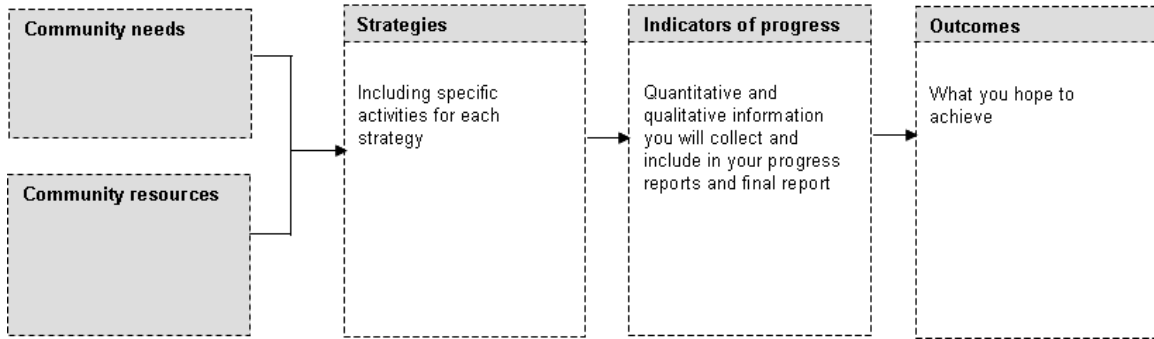 Community needs
Community resources
Strategies
Including specific
activities for each
strategy
Indicators of progress
Quantitative and
qualitative information
you will collect and
include in your progress
reports and final report
Outcomes
What you hope to
achieve